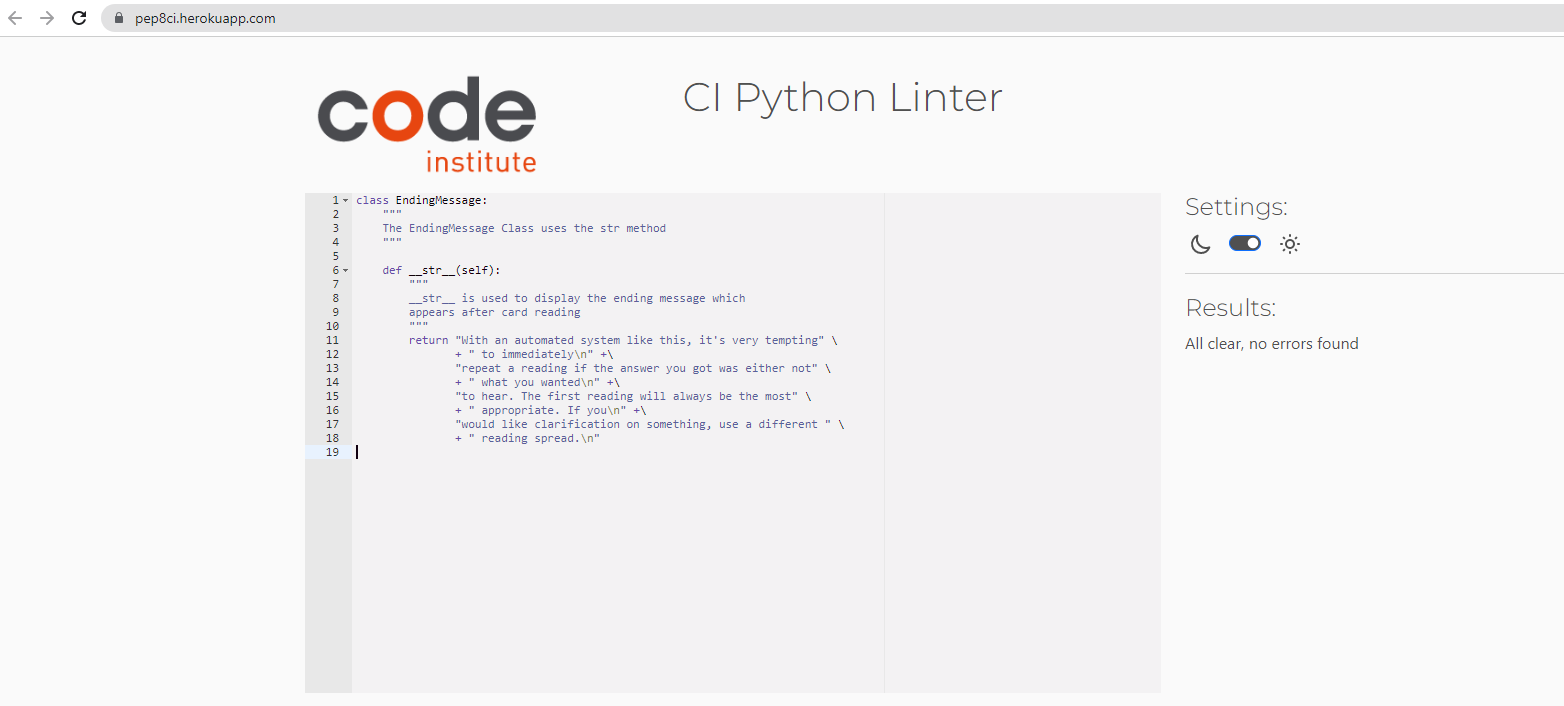 pep8ci.herokuapp.com
code
institute
CI Python Linter
1 class EndingMessage:
2     """
3     The EndingMessage Class uses the str method
4     """
5
6     def __str__(self):
7         """
8         __str__ is used to display the ending message which
9         appears after card reading
10         """
11         return "With an automated system like this, it's very tempting" \
12                + " to immediately\n" +\
13                "repeat a reading if the answer you got was either not" \
14                + " what you wanted\n" +\
15                "to hear. The first reading will always be the most" \
16                + " appropriate. If you\n" +\
17                "would like clarification on something, use a different " \
18                + " reading spread.\n"
19
Settings:
Results:
All clear, no errors found